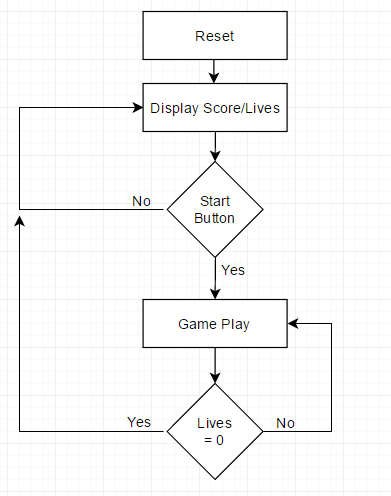 Reset
Display Score/Lives
No
Start
Button
Yes
Game Play
Yes
Lives
= 0
No